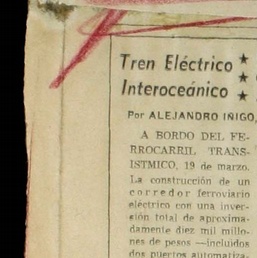 Tren Eléctrico ★
Interoceánico ★
★
Por ALEJANDRO IÑIGO,
A BORDO DEL FE-
RROCARRIL TRANS-
ISTMICO, 19 de marzo.
La construcción de un
corredor ferroviario
eléctrico con una inver-
sión total de aproxima-
damente diez mil millo-
nes de pesos —incluidos
dos puertos automatiza-